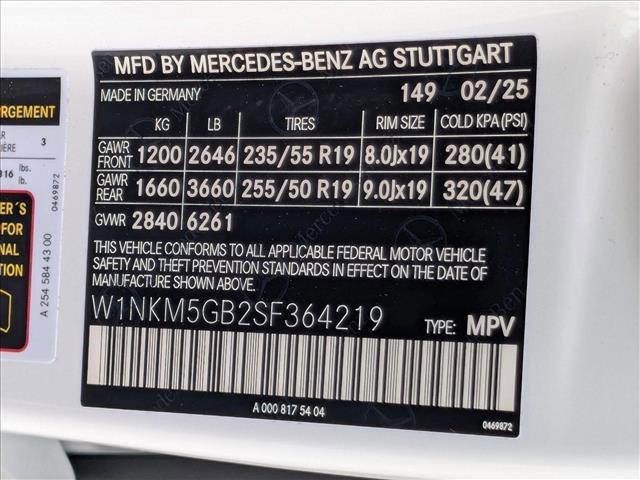 MFD BY MERCEDES-BENZ AG STUTTGART
MADE IN GERMANY 149 02/25
KG LB TIRES RIM SIZE COLD KPA(PSI)
GAWR FRONT 1200 2646 235/55 R19 8.0Jx19 280(41)
GAWR REAR 1660 3660 255/50 R19 9.0Jx19 320(47)
GVWR 2840 6261
THIS VEHICLE CONFORMS TO ALL APPLICABLE FEDERAL MOTOR VEHICLE
SAFETY THEFT PREVENTION STANDARDS IN EFFECT ON THE DATE OF
MANUFACTURE SHOWN ABOVE
W1NKM5GB2SF364219 TYPE: MPV
A 000 817 54 04
0469872
3
lbs.
lb.
0469872
FOR
A 254 584 43 00